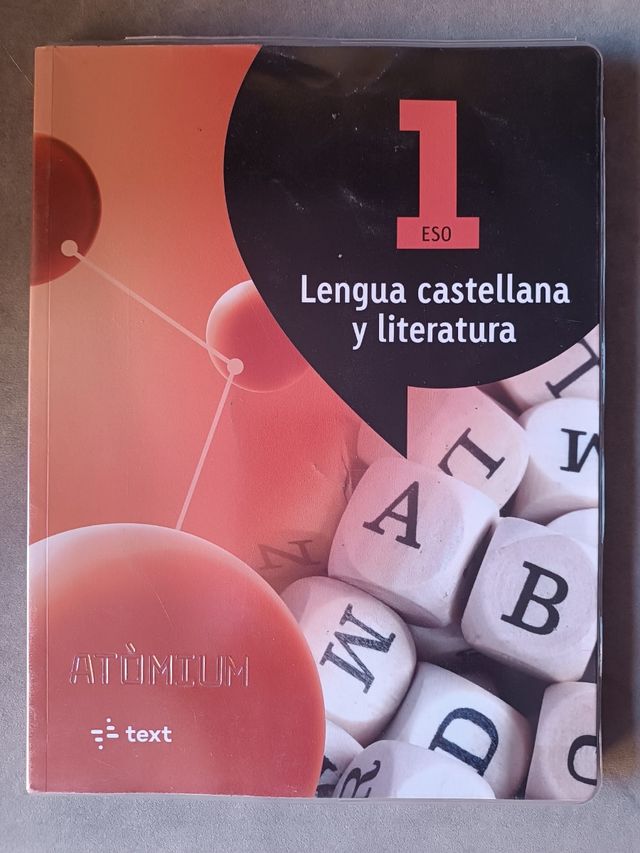 1
ESO
Lengua castellana
y literatura
L
M
A
N
B
M
D
R
C
ATÒMIUM
text